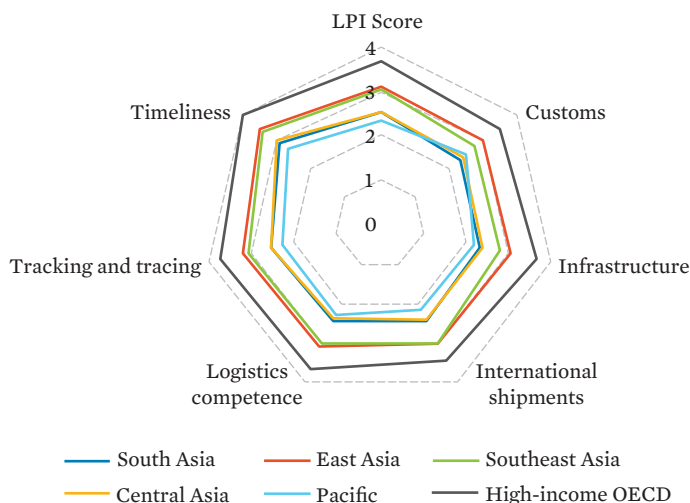 LPI Score
4
3
2
1
0
Timeliness
Customs
Tracking and tracing
Infrastructure
Logistics
competence
International
shipments
South Asia
East Asia
Southeast Asia
Central Asia
Pacific
High-income OECD